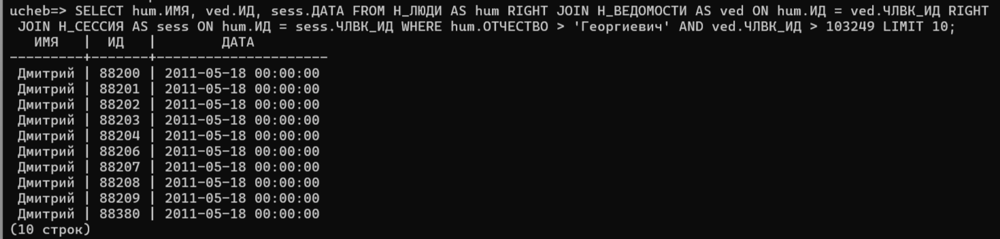 ucheb=> SELECT hum.ИМЯ, ved.ИД, sess.ДАТА FROM Н_ЛЮДИ AS hum RIGHT JOIN Н_ВЕДОМОСТИ AS ved ON hum.ИД = ved.ЧЛВК_ИД RIGHT
JOIN Н_СЕССИЯ AS sess ON hum.ИД = sess.ЧЛВК_ИД WHERE hum.ОТЧЕСТВО > 'Георгиевич' AND ved.ЧЛВК_ИД > 103249 LIMIT 10;
   ИМЯ   |  ИД   |        ДАТА
---------+-------+---------------------
 Дмитрий | 88200 | 2011-05-18 00:00:00
 Дмитрий | 88201 | 2011-05-18 00:00:00
 Дмитрий | 88202 | 2011-05-18 00:00:00
 Дмитрий | 88203 | 2011-05-18 00:00:00
 Дмитрий | 88204 | 2011-05-18 00:00:00
 Дмитрий | 88206 | 2011-05-18 00:00:00
 Дмитрий | 88207 | 2011-05-18 00:00:00
 Дмитрий | 88208 | 2011-05-18 00:00:00
 Дмитрий | 88209 | 2011-05-18 00:00:00
 Дмитрий | 88380 | 2011-05-18 00:00:00
(10 строк)